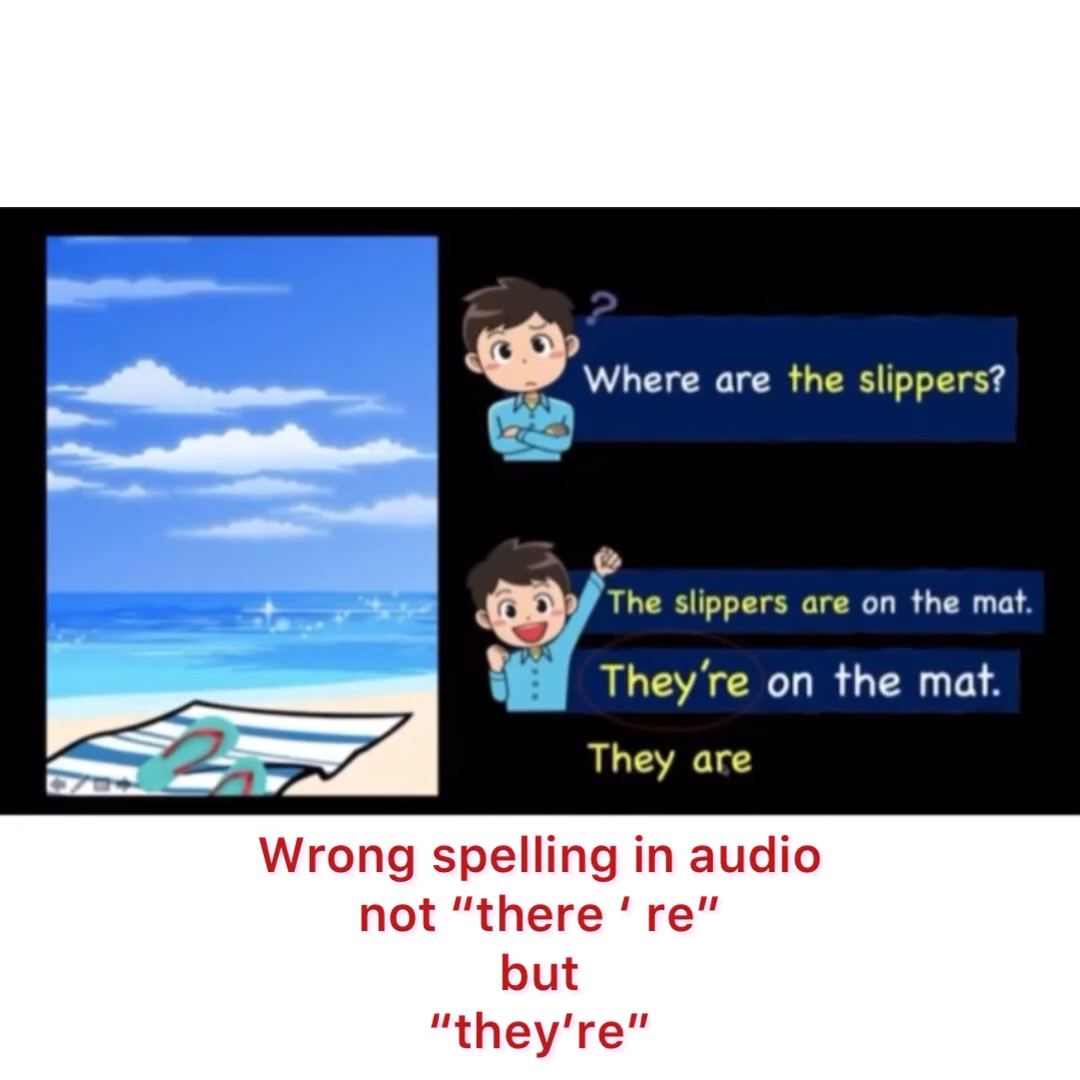 ?
Where are the slippers?
The slippers are on the mat.
They’re on the mat.
They are
Wrong spelling in audio
not “there ‘ re”
but
“they’re”